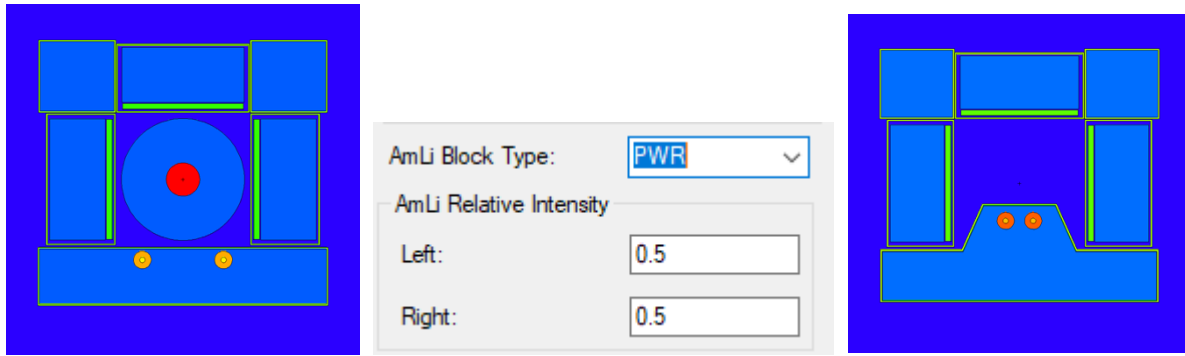 AmLi Block Type:
PWR
AmLi Relative Intensity
Left:
0.5
Right:
0.5